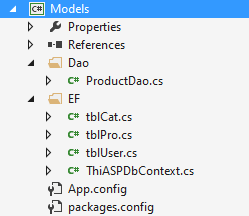 C# Models
Properties
References
Dao
C# ProductDao.cs
EF
C# tblCat.cs
C# tblPro.cs
C# tblUser.cs
C# ThiASPDbContext.cs
App.config
packages.config